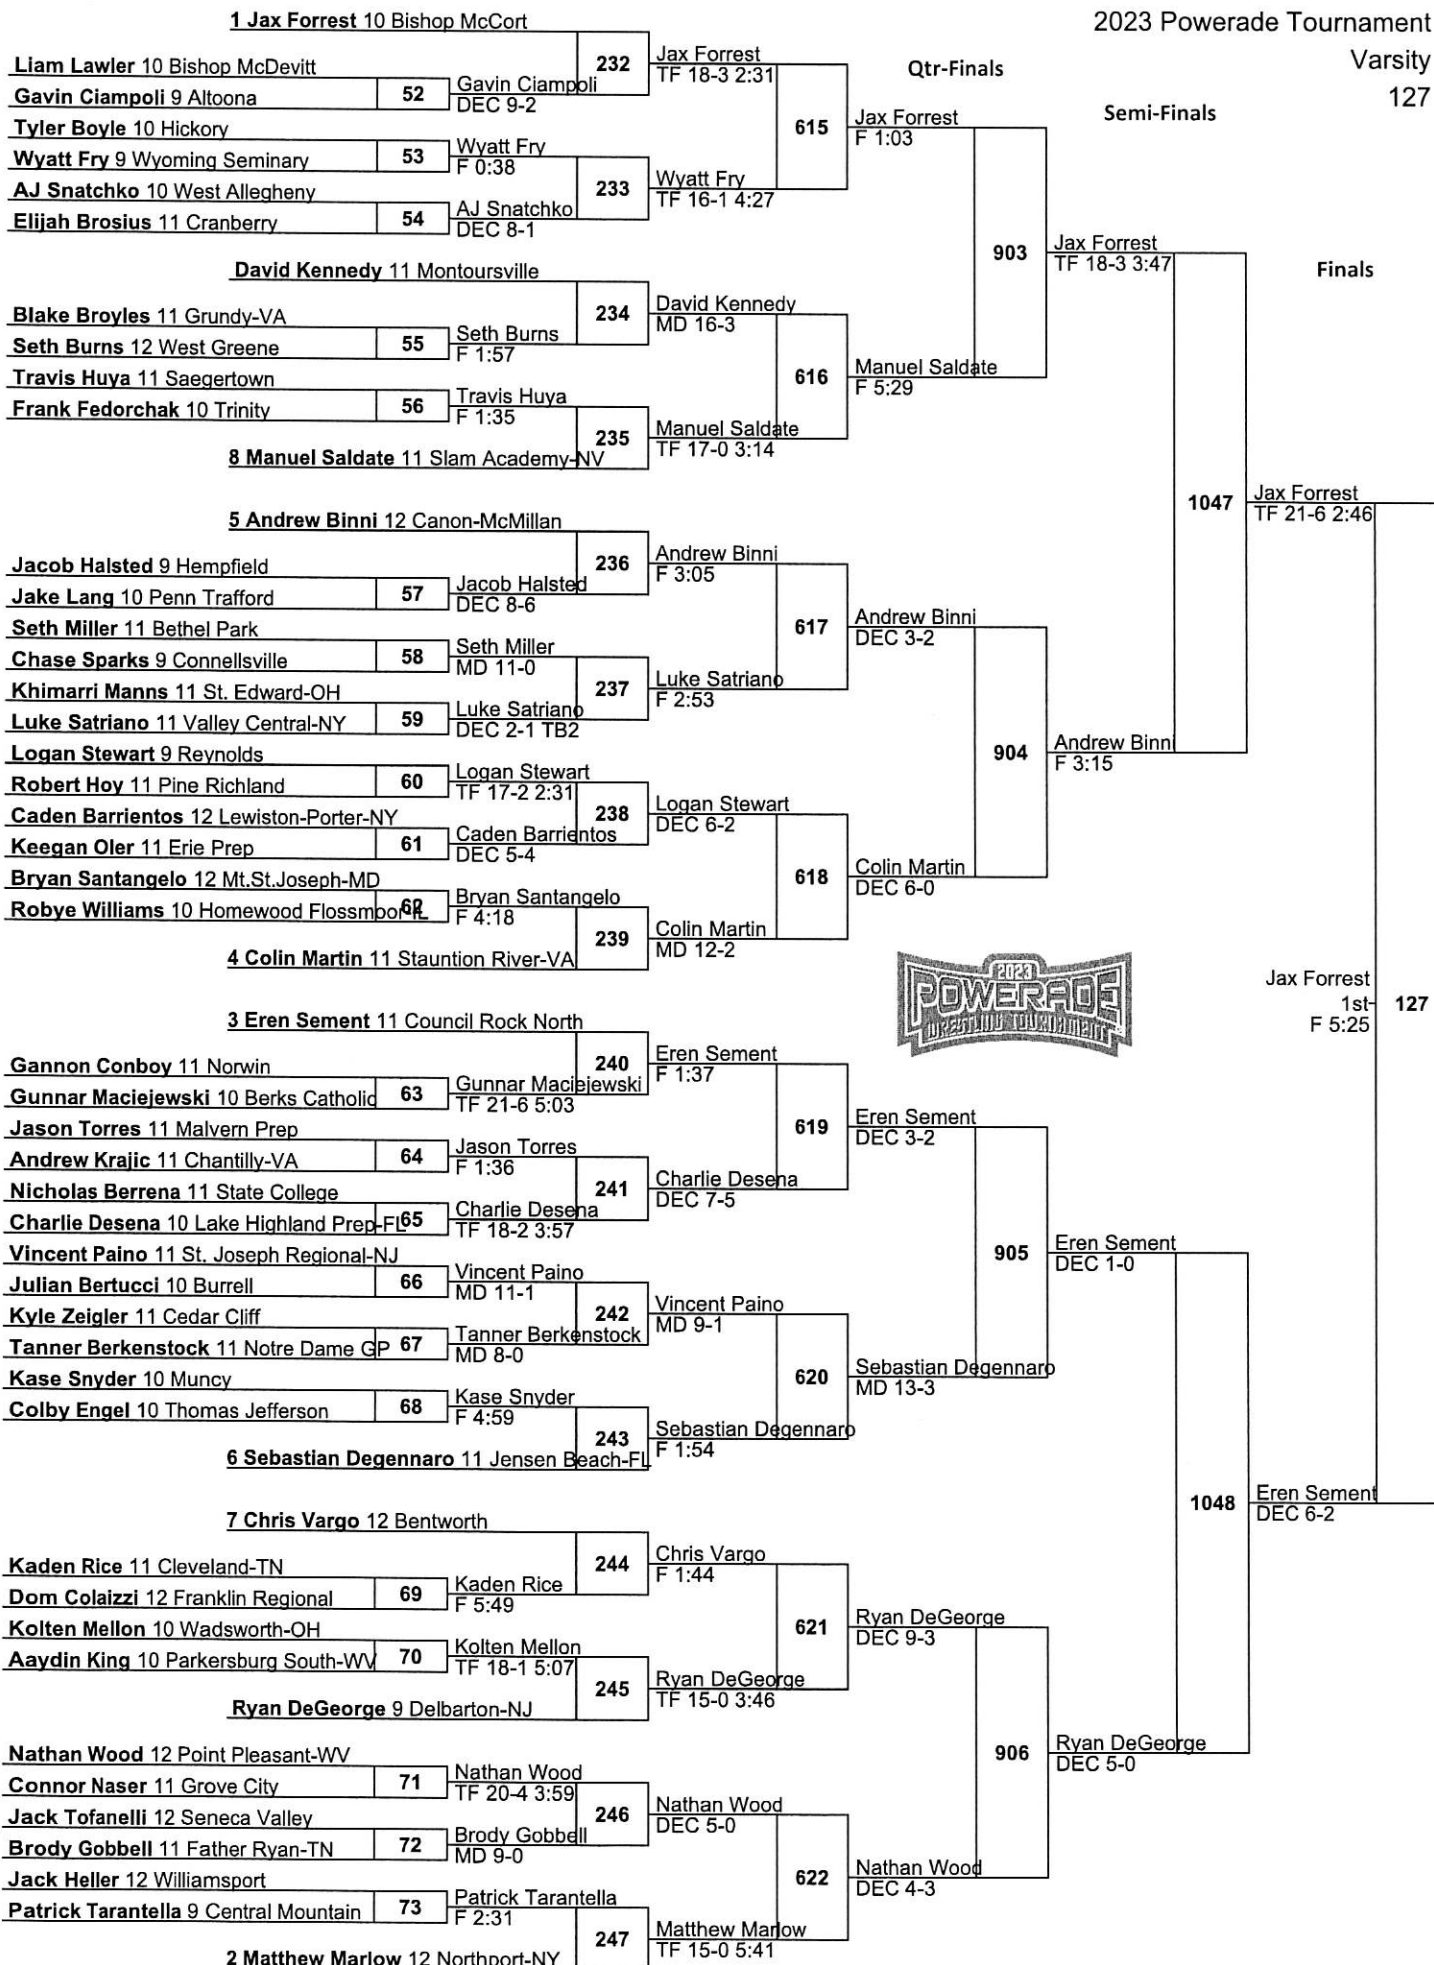 2023 Powerade Tournament
Varsity
127
Qtr-Finals
Semi-Finals
Finals
1 Jax Forrest 10 Bishop McCort
Liam Lawler 10 Bishop McDevitt
Gavin Ciampoli 9 Altoona
52
Gavin Ciampoli
DEC 9-2
232
Jax Forrest
TF 18-3 2:31
Tyler Boyle 10 Hickory
Wyatt Fry 9 Wyoming Seminary
53
Wyatt Fry
F 0:38
AJ Snatchko 10 West Allegheny
Elijah Brosius 11 Cranberry
54
AJ Snatchko
DEC 8-1
233
Wyatt Fry
TF 16-1 4:27
615
Jax Forrest
F 1:03
David Kennedy 11 Montoursville
Blake Broyles 11 Grundy-VA
Seth Burns 12 West Greene
55
Seth Burns
F 1:57
234
David Kennedy
MD 16-3
Travis Huya 11 Saegertown
Frank Fedorchak 10 Trinity
56
Travis Huya
F 1:35
8 Manuel Saldate 11 Slam Academy-NV
235
Manuel Saldate
TF 17-0 3:14
616
Manuel Saldate
F 5:29
903
Jax Forrest
TF 18-3 3:47
5 Andrew Binni 12 Canon-McMillan
Jacob Halsted 9 Hempfield
Jake Lang 10 Penn Trafford
57
Jacob Halsted
DEC 8-6
236
Andrew Binni
F 3:05
Seth Miller 11 Bethel Park
Chase Sparks 9 Connellsville
58
Seth Miller
MD 11-0
Khimarri Manns 11 St. Edward-OH
Luke Satriano 11 Valley Central-NY
59
Luke Satriano
DEC 2-1 TB2
237
Luke Satriano
F 2:53
617
Andrew Binni
DEC 3-2
Logan Stewart 9 Reynolds
Robert Hoy 11 Pine Richland
60
Logan Stewart
TF 17-2 2:31
Caden Barrientos 12 Lewiston-Porter-NY
Keegan Oler 11 Erie Prep
61
Caden Barrientos
DEC 5-4
238
Logan Stewart
DEC 6-2
Bryan Santangelo 12 Mt.St.Joseph-MD
Robye Williams 10 Homewood Flossmoor-IL
62
Bryan Santangelo
F 4:18
4 Colin Martin 11 Stauntion River-VA
239
Colin Martin
MD 12-2
618
Colin Martin
DEC 6-0
904
Andrew Binni
F 3:15
1047
Jax Forrest
TF 21-6 2:46
2023
POWERADE
WRESTLING TOURNAMENT
Jax Forrest
1st
F 5:25
127
3 Eren Sement 11 Council Rock North
Gannon Conboy 11 Norwin
Gunnar Maciejewski 10 Berks Catholic
63
Gunnar Maciejewski
TF 21-6 5:03
240
Eren Sement
F 1:37
Jason Torres 11 Malvern Prep
Andrew Krajic 11 Chantilly-VA
64
Jason Torres
F 1:36
Nicholas Berrena 11 State College
Charlie Desena 10 Lake Highland Prep-FL
65
Charlie Desena
TF 18-2 3:57
241
Charlie Desena
DEC 7-5
619
Eren Sement
DEC 3-2
Vincent Paino 11 St. Joseph Regional-NJ
Julian Bertucci 10 Burrell
66
Vincent Paino
MD 11-1
Kyle Zeigler 11 Cedar Cliff
Tanner Berkenstock 11 Notre Dame GP
67
Tanner Berkenstock
MD 8-0
242
Vincent Paino
MD 9-1
Kase Snyder 10 Muncy
Colby Engel 10 Thomas Jefferson
68
Kase Snyder
F 4:59
6 Sebastian Degennaro 11 Jensen Beach-FL
243
Sebastian Degennaro
F 1:54
620
Sebastian Degennaro
MD 13-3
905
Eren Sement
DEC 1-0
7 Chris Vargo 12 Bentworth
Kaden Rice 11 Cleveland-TN
Dom Colaizzi 12 Franklin Regional
69
Kaden Rice
F 5:49
244
Chris Vargo
F 1:44
Kolten Mellon 10 Wadsworth-OH
Aaydin King 10 Parkersburg South-WV
70
Kolten Mellon
TF 18-1 5:07
Ryan DeGeorge 9 Delbarton-NJ
245
Ryan DeGeorge
TF 15-0 3:46
621
Ryan DeGeorge
DEC 9-3
Nathan Wood 12 Point Pleasant-WV
Connor Naser 11 Grove City
71
Nathan Wood
TF 20-4 3:59
Jack Tofanelli 12 Seneca Valley
Brody Gobbell 11 Father Ryan-TN
72
Brody Gobbell
MD 9-0
246
Nathan Wood
DEC 5-0
Jack Heller 12 Williamsport
Patrick Tarantella 9 Central Mountain
73
Patrick Tarantella
F 2:31
2 Matthew Marlow 12 Northport-NY
247
Matthew Marlow
TF 15-0 5:41
622
Nathan Wood
DEC 4-3
906
Ryan DeGeorge
DEC 5-0
1048
Eren Sement
DEC 6-2